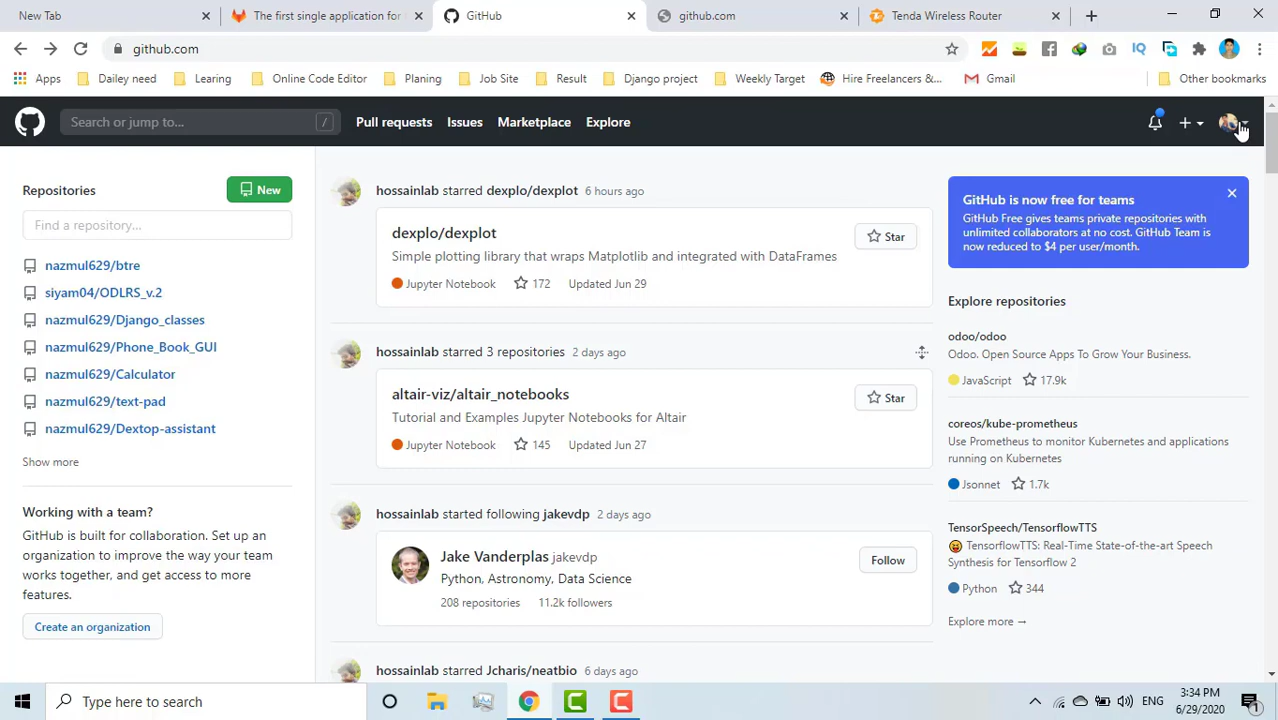 New Tab
The first single application for
GitHub
github.com
Tenda Wireless Router
github.com
IQ
Apps
Dailey need
Learing
Online Code Editor
Planing
Job Site
Result
Django project
Weekly Target
Hire Freelancers &...
Gmail
Other bookmarks
Search or jump to...
/
Pull requests
Issues
Marketplace
Explore
Repositories
New
Find a repository...
nazmul629/btre
siyam04/ODLRS_v.2
nazmul629/Django_classes
nazmul629/Phone_Book_GUI
nazmul629/Calculator
nazmul629/text-pad
nazmul629/Dextop-assistant
Show more
Working with a team?
GitHub is built for collaboration. Set up an
organization to improve the way your team
works together, and get access to more
features.
Create an organization
hossainlab starred dexplo/dexplot 6 hours ago
dexplo/dexplot
Star
Simple plotting library that wraps Matplotlib and integrated with DataFrames
Jupyter Notebook 172 Updated Jun 29
hossainlab starred 3 repositories 2 days ago
altair-viz/altair_notebooks
Star
Tutorial and Examples Jupyter Notebooks for Altair
Jupyter Notebook 145 Updated Jun 27
hossainlab started following jakevdp 2 days ago
Jake Vanderplas jakevdp
Follow
Python, Astronomy, Data Science
208 repositories 11.2k followers
hossainlab starred Jcharis/neatbio 6 days ago
GitHub is now free for teams
GitHub Free gives teams private repositories with
unlimited collaborators at no cost. GitHub Team is
now reduced to $4 per user/month.
Explore repositories
odoo/odoo
Odoo. Open Source Apps To Grow Your Business.
JavaScript 17.9k
coreos/kube-prometheus
Use Prometheus to monitor Kubernetes and applications
running on Kubernetes
Jsonnet 1.7k
TensorSpeech/TensorflowTTS
TensorflowTTS: Real-Time State-of-the-art Speech
Synthesis for Tensorflow 2
Python 344
Explore more →
Type here to search
ENG
3:34 PM
6/29/2020
1